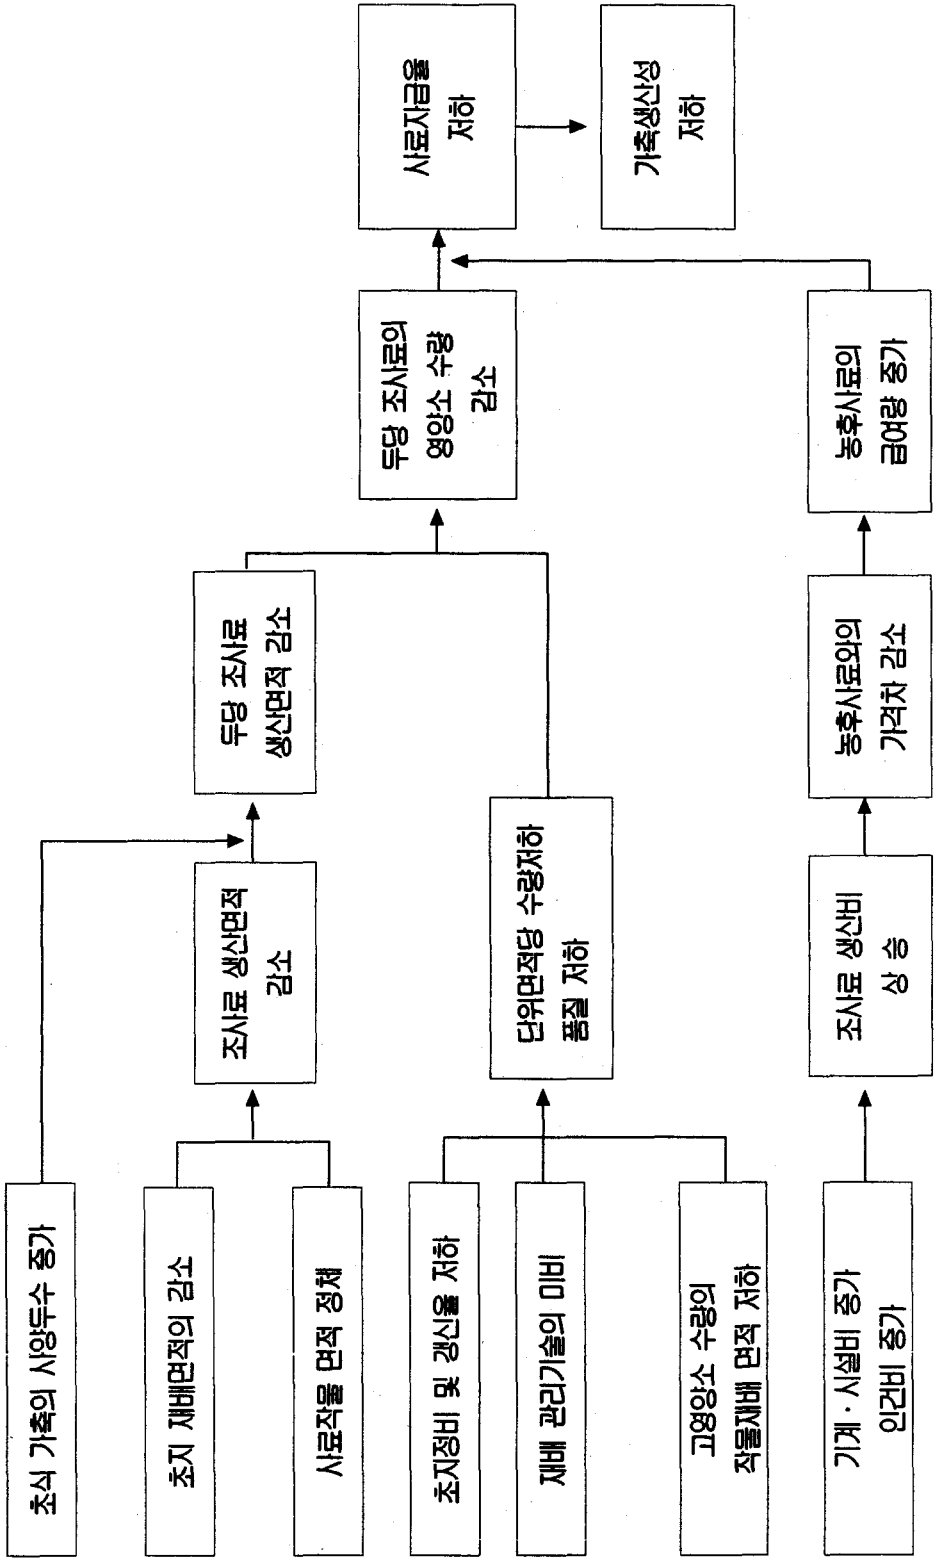 초식 가축의 사양두수 증가
초지 재배면적의 감소
사료작물 면적 정체
초지정비 및 갱신율 저하
재배 관리기술의 미비
고영양소 수량의
작물재배 면적 저하
기계·시설비 증가
인건비 증가
조사료 생산면적
감소
단위면적당 수량저하
품질 저하
조사료 생산비
상 승
두당 조사료
생산면적 감소
농후사료와의
가격차 감소
두당 조사료의
영양소 수량
감소
농후사료의
급여량 증가
사료자급율
저하
가축생산성
저하